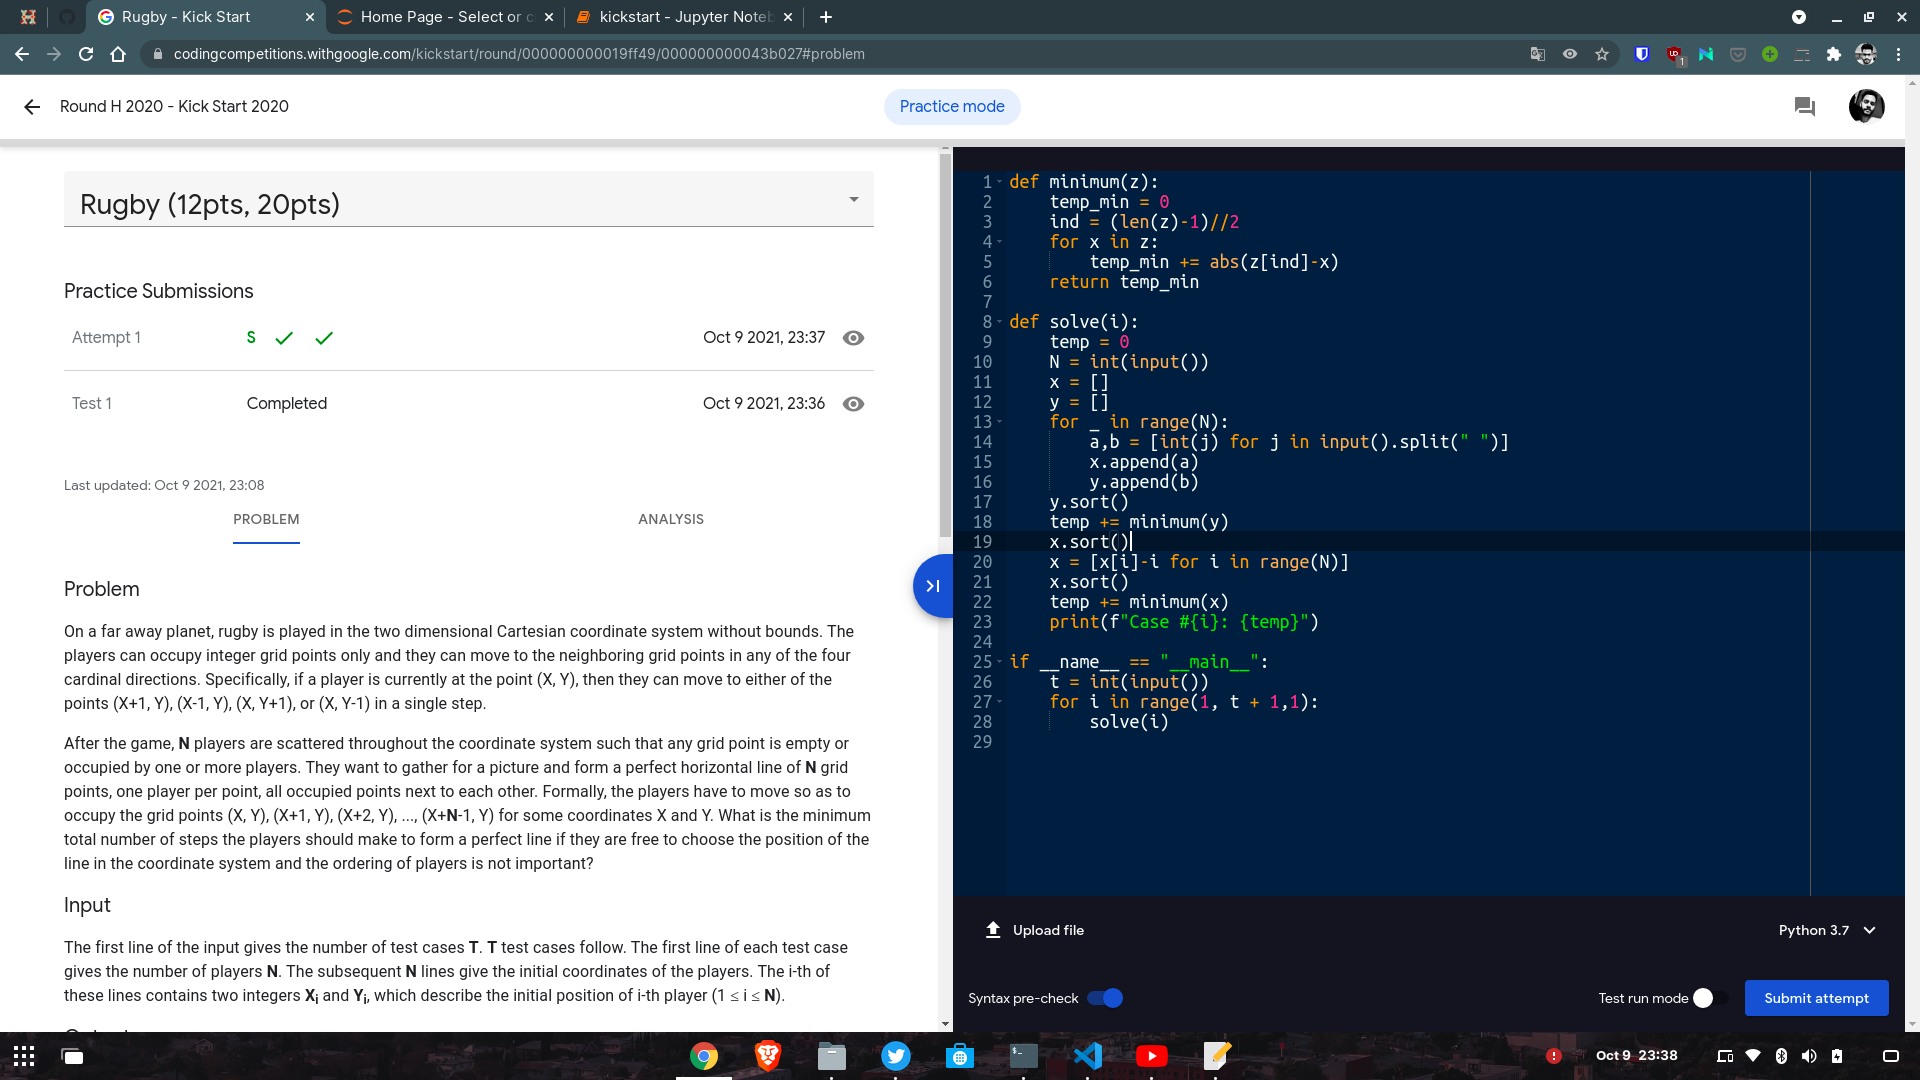 Rugby - Kick Start
Home Page - Select or c
kickstart - Jupyter Noteb
codingcompetitions.withgoogle.com/kickstart/round/000000000019ff49/000000000043b027#problem
1
Round H 2020 - Kick Start 2020
Practice mode
Rugby (12pts, 20pts)
Practice Submissions
Attempt 1 S Oct 9 2021, 23:37
Test 1 Completed Oct 9 2021, 23:36
Last updated: Oct 9 2021, 23:08
PROBLEM ANALYSIS
Problem
On a far away planet, rugby is played in the two dimensional Cartesian coordinate system without bounds. The
players can occupy integer grid points only and they can move to the neighboring grid points in any of the four
cardinal directions. Specifically, if a player is currently at the point (X, Y), then they can move to either of the
points (X+1, Y), (X-1, Y), (X, Y+1), or (X, Y-1) in a single step.
After the game, N players are scattered throughout the coordinate system such that any grid point is empty or
occupied by one or more players. They want to gather for a picture and form a perfect horizontal line of N grid
points, one player per point, all occupied points next to each other. Formally, the players have to move so as to
occupy the grid points (X, Y), (X+1, Y), (X+2, Y), ..., (X+N-1, Y) for some coordinates X and Y. What is the minimum
total number of steps the players should make to form a perfect line if they are free to choose the position of the
line in the coordinate system and the ordering of players is not important?
Input
The first line of the input gives the number of test cases T. T test cases follow. The first line of each test case
gives the number of players N. The subsequent N lines give the initial coordinates of the players. The i-th of
these lines contains two integers Xi and Yi, which describe the initial position of i-th player (1 ≤ i ≤ N).
1 def minimum(z):
2 temp_min = 0
3 ind = (len(z)-1)//2
4 for x in z:
5 temp_min += abs(z[ind]-x)
6 return temp_min
7
8 def solve(i):
9 temp = 0
10 N = int(input())
11 x = []
12 y = []
13 for _ in range(N):
14 a,b = [int(j) for j in input().split(" ")]
15 x.append(a)
16 y.append(b)
17 y.sort()
18 temp += minimum(y)
19 x.sort()
20 x = [x[i]-i for i in range(N)]
21 x.sort()
22 temp += minimum(x)
23 print(f"Case #{i}: {temp}")
24
25 if __name__ == "__main__":
26 t = int(input())
27 for i in range(1, t + 1,1):
28 solve(i)
29
Upload file
Python 3.7
Syntax pre-check
Test run mode
Submit attempt
Oct 9 23:38